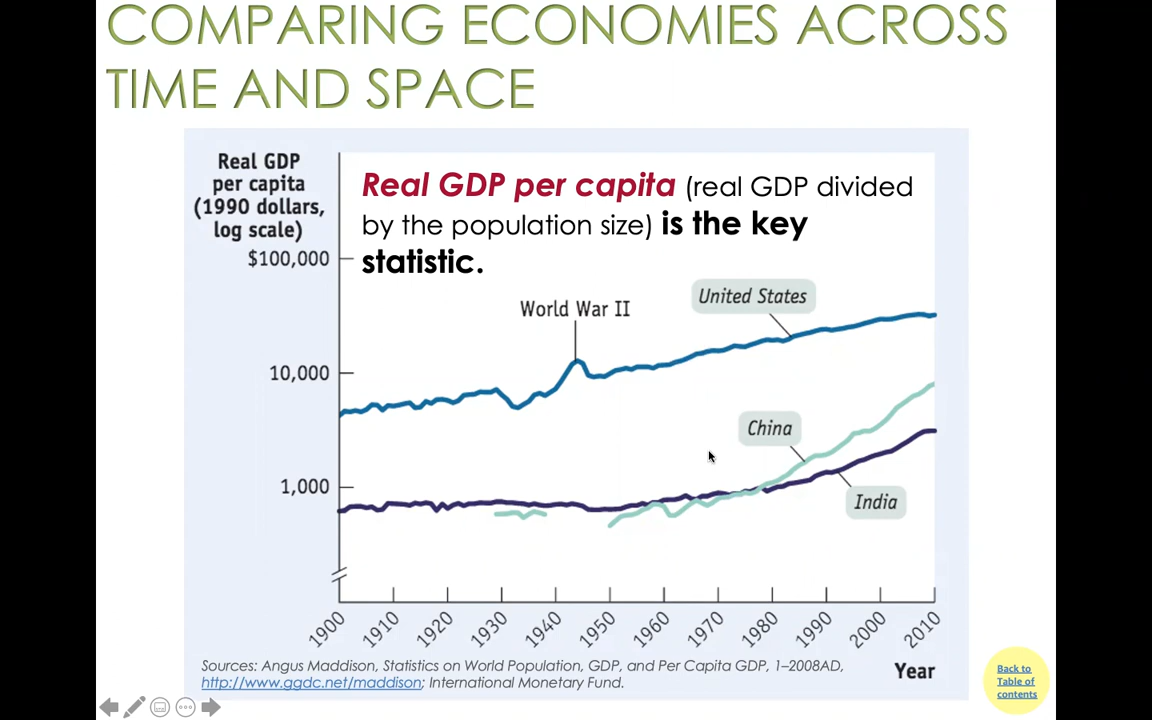 COMPARING ECONOMIES ACROSS
TIME AND SPACE
Real GDP
per capita
(1990 dollars,
log scale)
Real GDP per capita (real GDP divided
by the population size) is the key
statistic.
$100,000
10,000
1,000
World War II
United States
China
India
1900
1910
1920
1930
1940
1950
1960
1970
1980
1990
2000
2010
Year
Sources: Angus Maddison, Statistics on World Population, GDP, and Per Capita GDP, 1–2008AD,
http://www.ggdc.net/maddison; International Monetary Fund.
Back to
Table of
contents